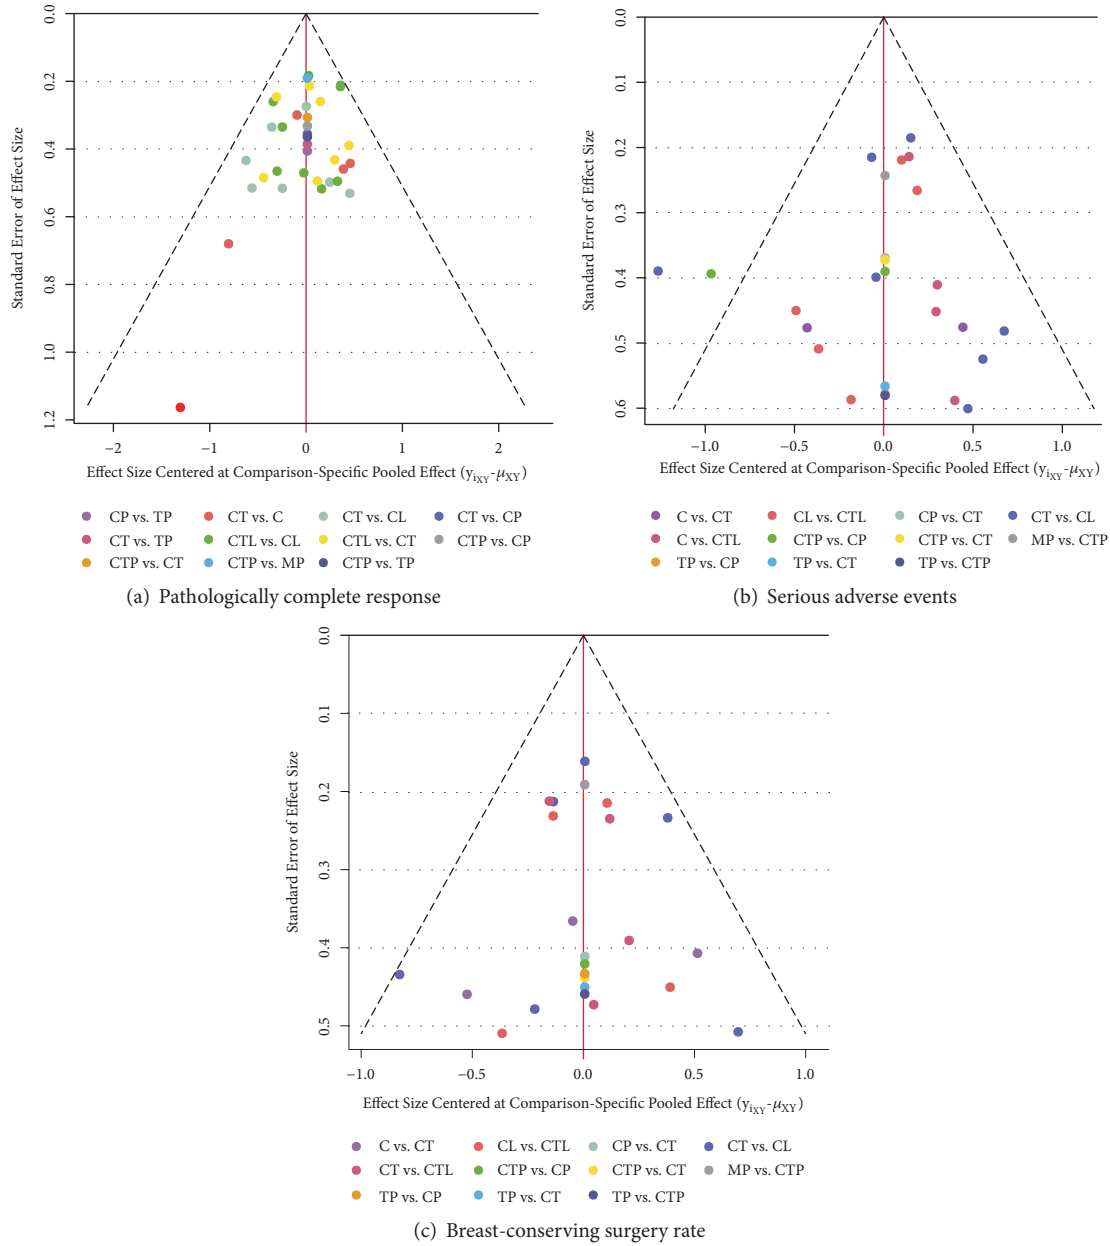 0.0
0.2
0.4
0.6
0.8
1.0
1.2
Standard Error of Effect Size
−2
−1
0
1
2
Effect Size Centered at Comparison-Specific Pooled Effect (yiXY-μXY)
CP vs. TP
CT vs. C
CT vs. CL
CT vs. CP
CT vs. TP
CTL vs. CL
CTL vs. CT
CTP vs. CP
CTP vs. CT
CTP vs. MP
CTP vs. TP
(a) Pathologically complete response
0.0
0.1
0.2
0.3
0.4
0.5
0.6
Standard Error of Effect Size
−1.0
−0.5
0.0
0.5
1.0
Effect Size Centered at Comparison-Specific Pooled Effect (yiXY-μXY)
C vs. CT
CL vs. CTL
CP vs. CT
CT vs. CL
C vs. CTL
CTP vs. CP
CTP vs. CT
MP vs. CTP
TP vs. CP
TP vs. CT
TP vs. CTP
(b) Serious adverse events
0.0
0.1
0.2
0.3
0.4
0.5
Standard Error of Effect Size
−1.0
−0.5
0.0
0.5
1.0
Effect Size Centered at Comparison-Specific Pooled Effect (yiXY-μXY)
C vs. CT
CL vs. CTL
CP vs. CT
CT vs. CL
CT vs. CTL
CTP vs. CP
CTP vs. CT
MP vs. CTP
TP vs. CP
TP vs. CT
TP vs. CTP
(c) Breast-conserving surgery rate